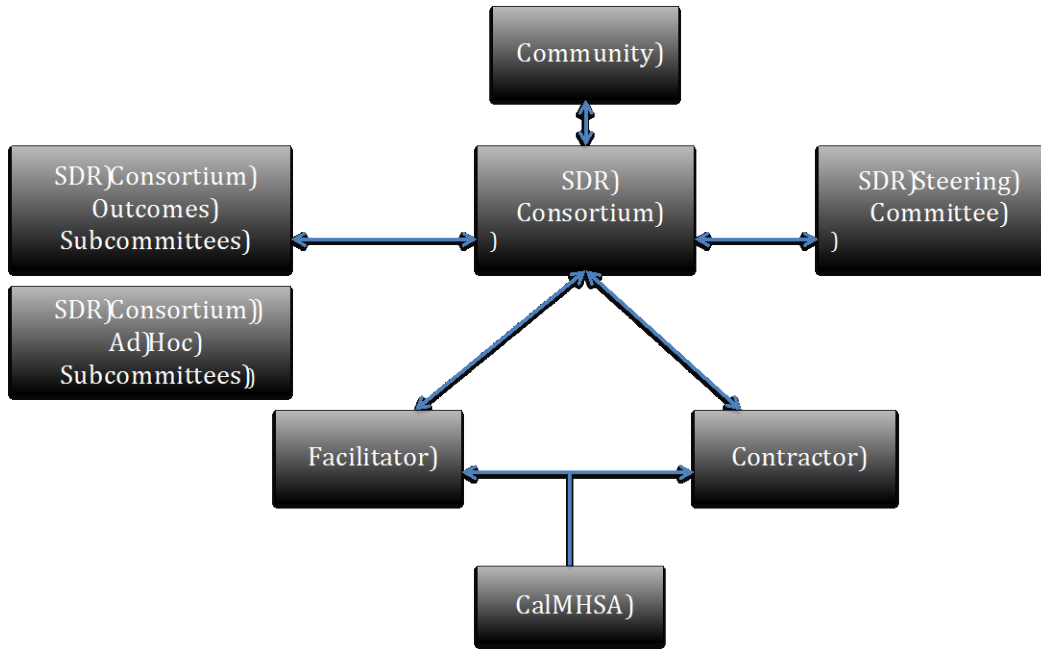 Community)
SDR)Consortium)
Outcomes)
Subcommittees)
SDR)
Consortium)
)
SDR)Steering)
Committee)
)
SDR)Consortium))
Ad)Hoc)
Subcommittees))
Facilitator)
Contractor)
CalMHSA)